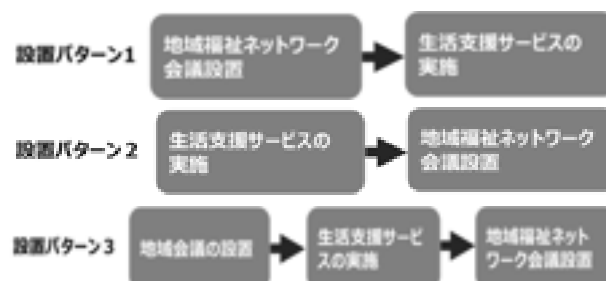 設置パターン1
地域福祉ネットワーク
会議設置
生活支援サービスの
実施
設置パターン2
生活支援サービスの
実施
地域福祉ネットワーク
会議設置
設置パターン3
地域会議の設置
生活支援サービ
スの実施
地域福祉ネット
ワーク会議設置